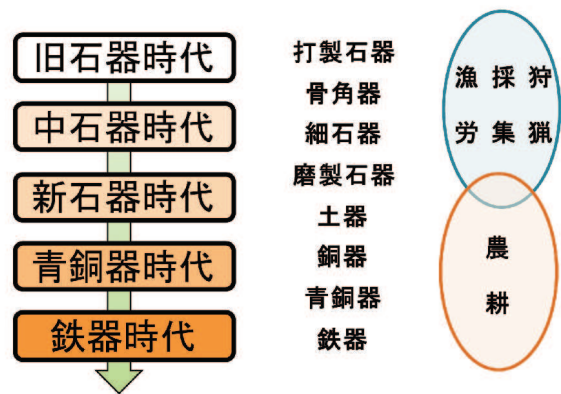 旧石器時代
中石器時代
新石器時代
青銅器時代
鉄器時代
打製石器
骨角器
細石器
磨製石器
土器
銅器
青銅器
鉄器
狩猟
採集
漁労
農耕